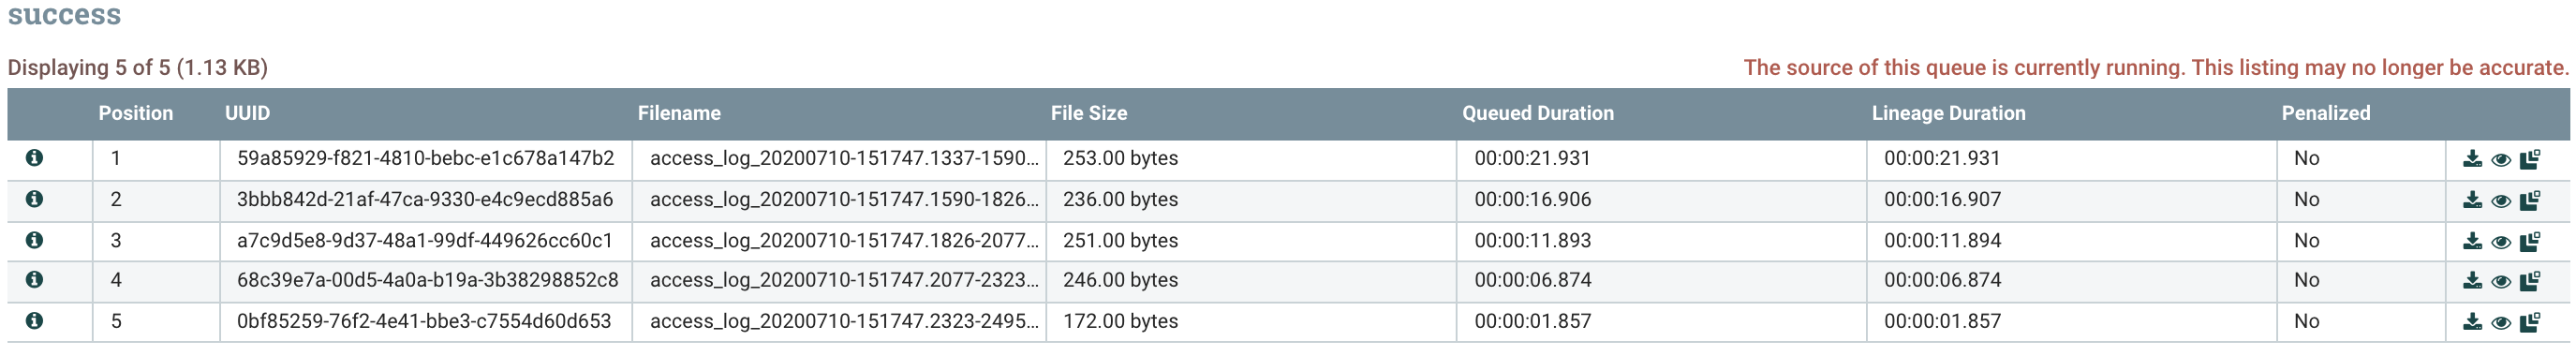 success
Displaying 5 of 5 (1.13 KB) The source of this queue is currently running. This listing may no longer be accurate.
Position UUID Filename File Size Queued Duration Lineage Duration Penalized
1 59a85929-f821-4810-bebc-e1c678a147b2 access_log_20200710-151747.1337-1590... 253.00 bytes 00:00:21.931 00:00:21.931 No
2 3bbb842d-21af-47ca-9330-e4c9ecd885a6 access_log_20200710-151747.1590-1826... 236.00 bytes 00:00:16.906 00:00:16.907 No
3 a7c9d5e8-9d37-48a1-99df-449626cc60c1 access_log_20200710-151747.1826-2077... 251.00 bytes 00:00:11.893 00:00:11.894 No
4 68c39e7a-00d5-4a0a-b19a-3b38298852c8 access_log_20200710-151747.2077-2323... 246.00 bytes 00:00:06.874 00:00:06.874 No
5 0bf85259-76f2-4e41-bbe3-c7554d60d653 access_log_20200710-151747.2323-2495... 172.00 bytes 00:00:01.857 00:00:01.857 No